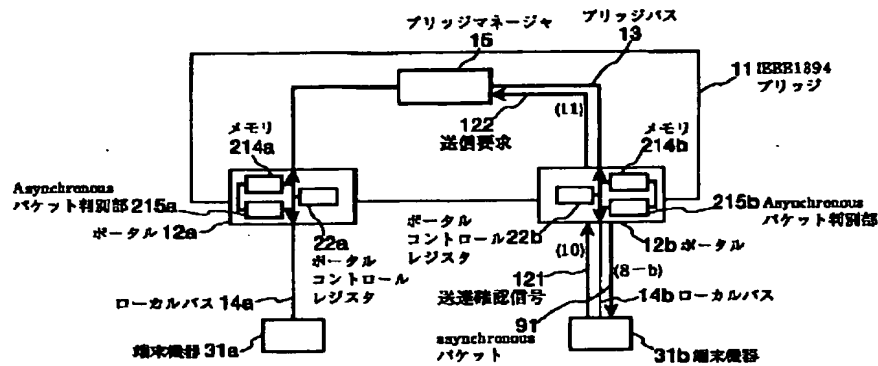 ブリッジマネージャ
15
ブリッジバス
13
11 IEEE1394
ブリッジ
(11)
122
送信要求
メモリ
214a
メモリ
214b
Asynchronous
パケット判別部 215a
ポータル 12a
22a
ポータル
コントロール
レジスタ
ポータル
コントロール 22b
レジスタ
215b Asynchronous
パケット判別部
12b ポータル
(10)
121
送達確認信号
(8-b)
91
asynchronous
パケット
14b ローカルバス
ローカルバス 14a
端末機器 31a
31b 端末機器